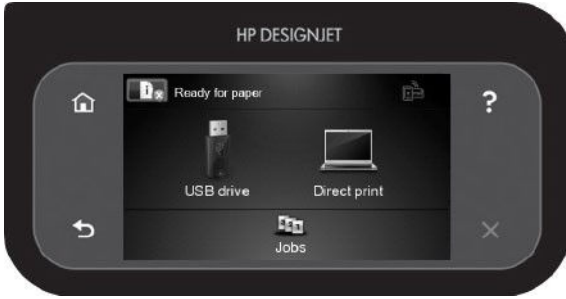 HP DESIGNJET
Ready for paper
?
USB drive
Direct print
Jobs